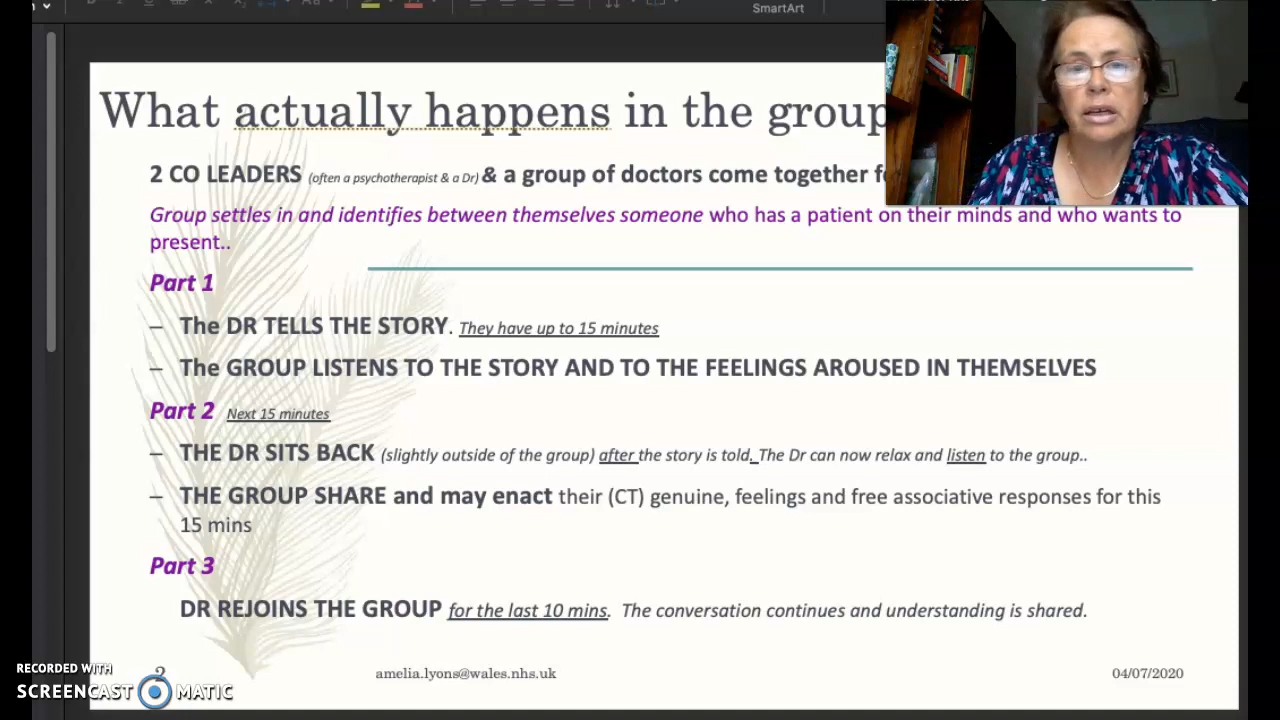 SmartArt
What actually happens in the group
2 CO LEADERS (often a psychotherapist & a Dr) & a group of doctors come together
Group settles in and identifies between themselves someone who has a patient on their minds and who wants to
present..
Part 1
– The DR TELLS THE STORY. They have up to 15 minutes
– The GROUP LISTENS TO THE STORY AND TO THE FEELINGS AROUSED IN THEMSELVES
Part 2 Next 15 minutes
– THE DR SITS BACK (slightly outside of the group) after the story is told. The Dr can now relax and listen to the group..
– THE GROUP SHARE and may enact their (CT) genuine, feelings and free associative responses for this
15 mins
Part 3
DR REJOINS THE GROUP for the last 10 mins. The conversation continues and understanding is shared.
RECORDED WITH
SCREENCAST MATIC
amelia.lyons@wales.nhs.uk
04/07/2020